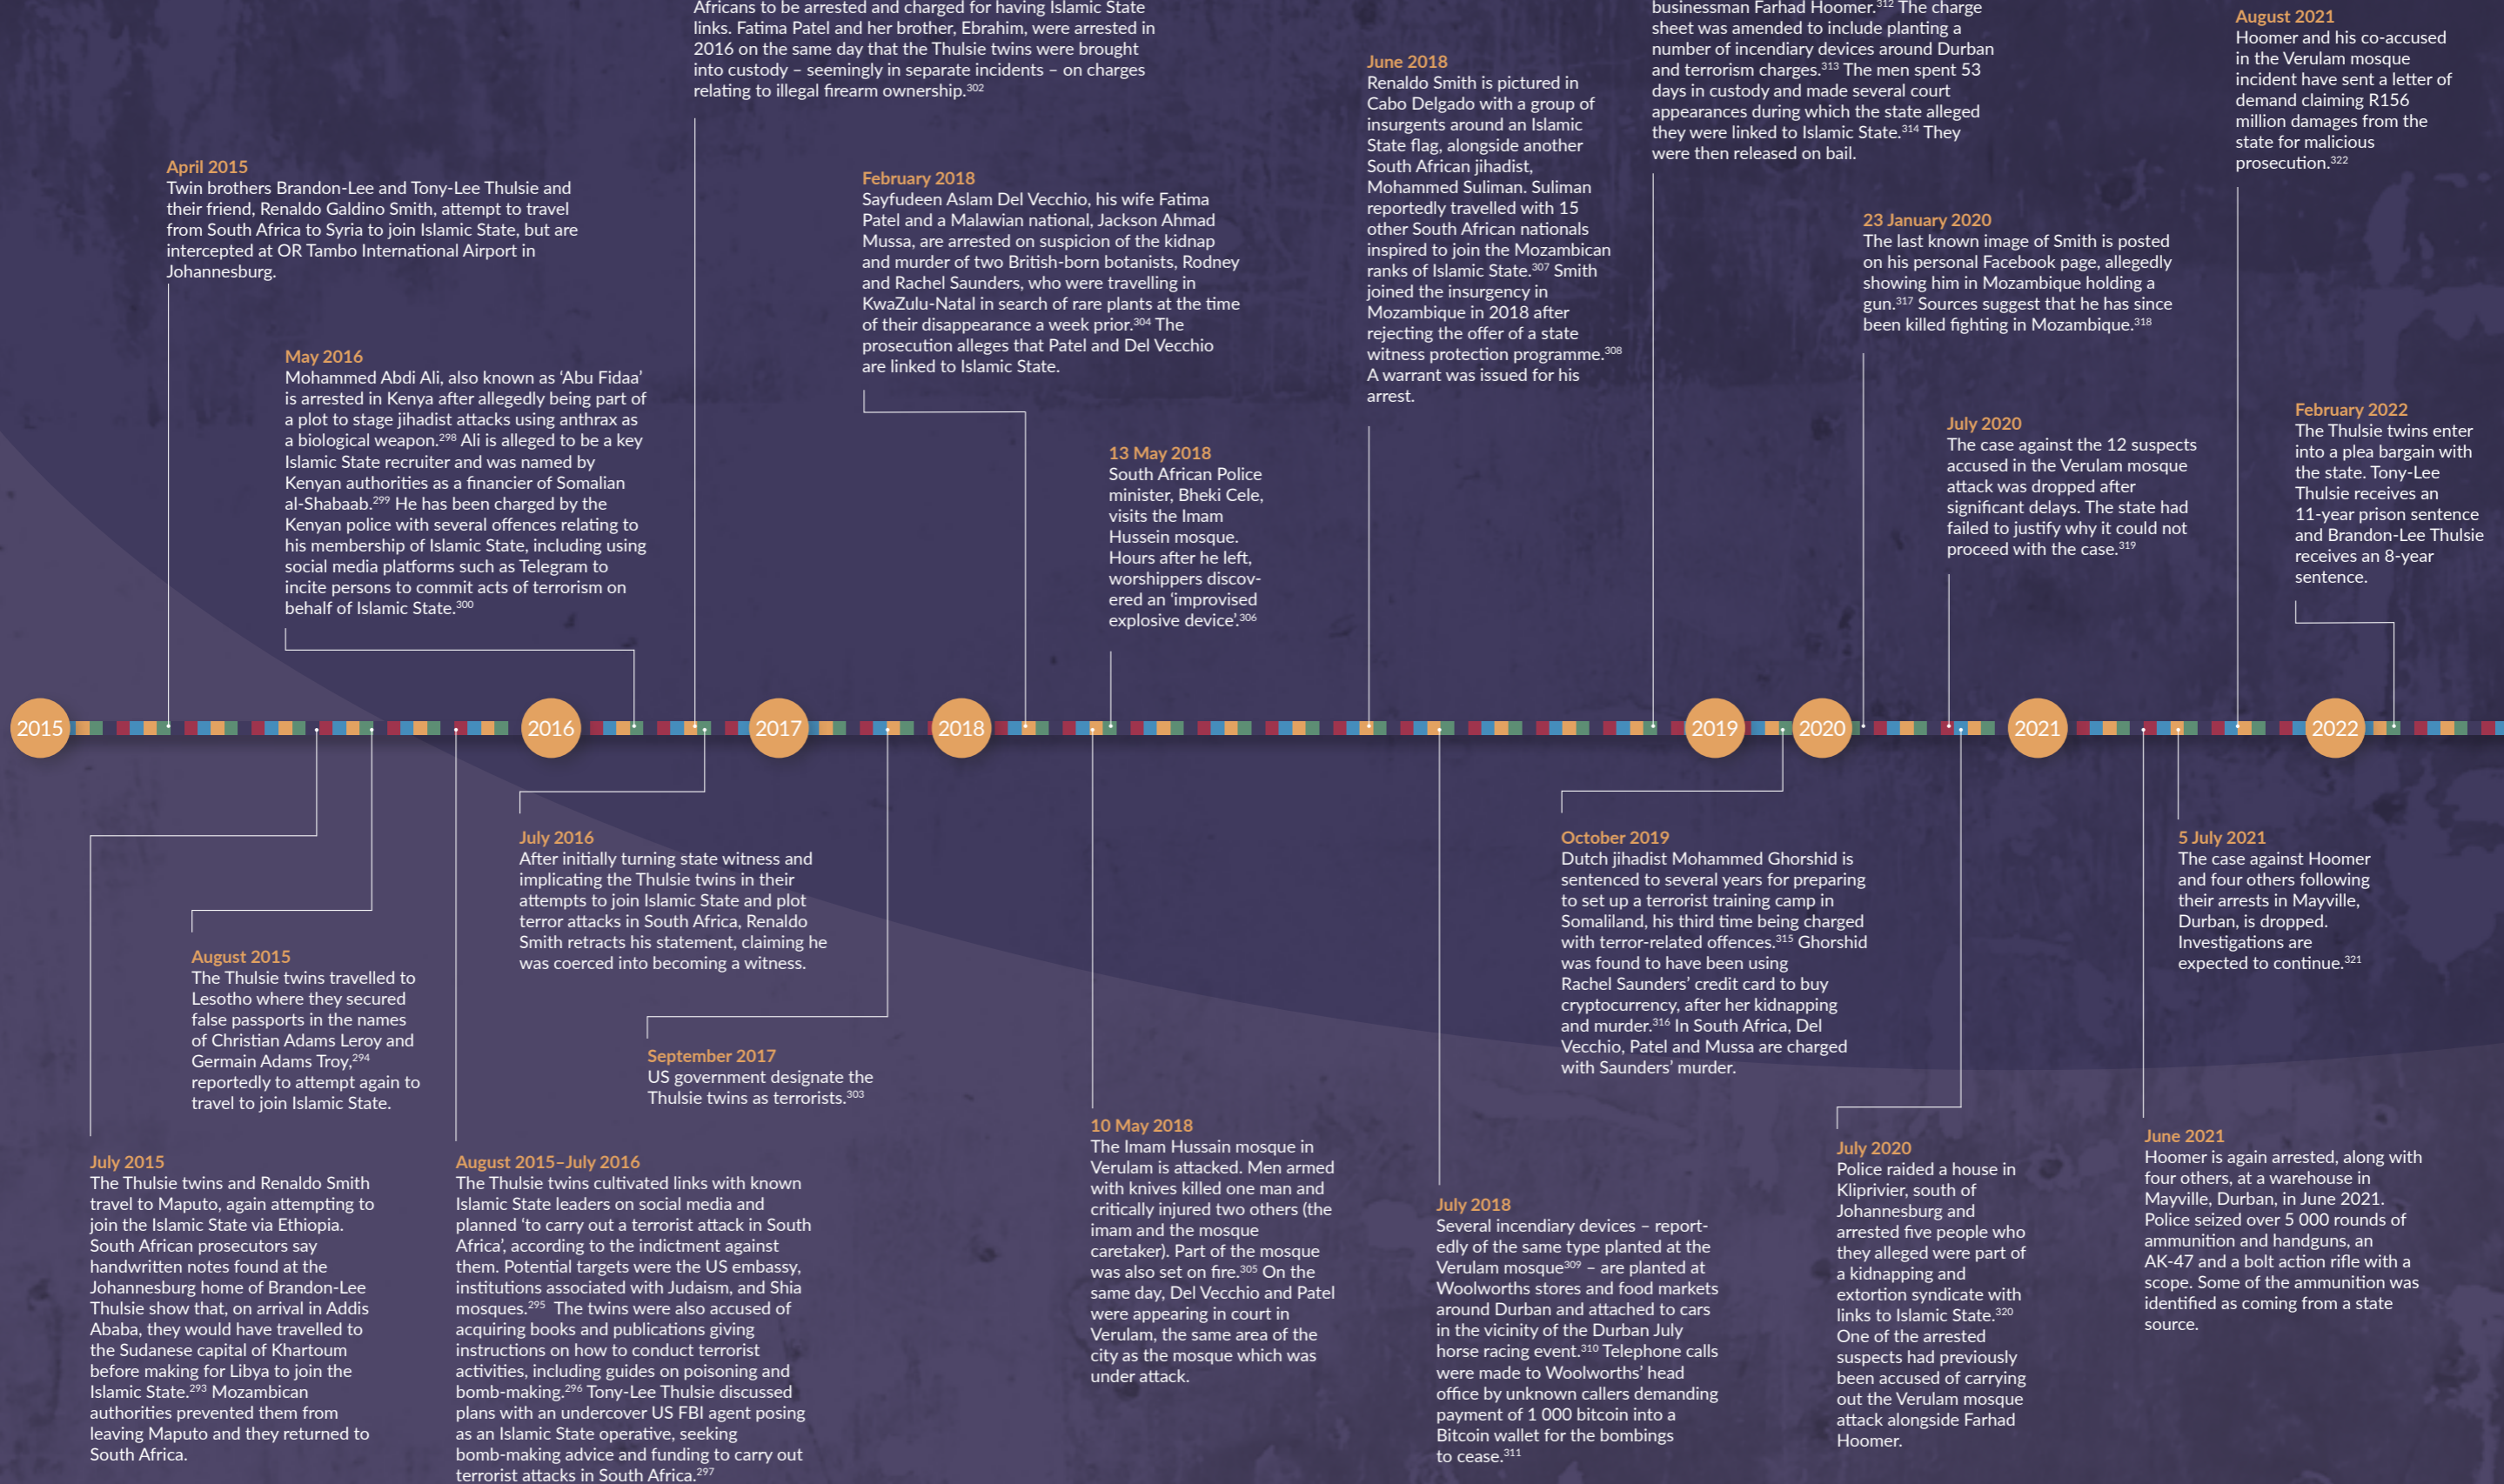 Africans to be arrested and charged for having Islamic State
links. Fatima Patel and her brother, Ebrahim, were arrested in
2016 on the same day that the Thulsie twins were brought
into custody – seemingly in separate incidents – on charges
relating to illegal firearm ownership.302
businessman Farhad Hoomer.312 The charge
sheet was amended to include planting a
number of incendiary devices around Durban
and terrorism charges.313 The men spent 53
days in custody and made several court
appearances during which the state alleged
they were linked to Islamic State.314 They
were then released on bail.
August 2021
Hoomer and his co-accused
in the Verulam mosque
incident have sent a letter of
demand claiming R156
million damages from the
state for malicious
prosecution.322
June 2018
Renaldo Smith is pictured in
Cabo Delgado with a group of
insurgents around an Islamic
State flag, alongside another
South African jihadist,
Mohammed Suliman. Suliman
reportedly travelled with 15
other South African nationals
inspired to join the Mozambican
ranks of Islamic State.307 Smith
joined the insurgency in
Mozambique in 2018 after
rejecting the offer of a state
witness protection programme.308
A warrant was issued for his
arrest.
April 2015
Twin brothers Brandon-Lee and Tony-Lee Thulsie and
their friend, Renaldo Galdino Smith, attempt to travel
from South Africa to Syria to join Islamic State, but are
intercepted at OR Tambo International Airport in
Johannesburg.
February 2018
Sayfudeen Aslam Del Vecchio, his wife Fatima
Patel and a Malawian national, Jackson Ahmad
Mussa, are arrested on suspicion of the kidnap
and murder of two British-born botanists, Rodney
and Rachel Saunders, who were travelling in
KwaZulu-Natal in search of rare plants at the time
of their disappearance a week prior.304 The
prosecution alleges that Patel and Del Vecchio
are linked to Islamic State.
23 January 2020
The last known image of Smith is posted
on his personal Facebook page, allegedly
showing him in Mozambique holding a
gun.317 Sources suggest that he has since
been killed fighting in Mozambique.318
May 2016
Mohammed Abdi Ali, also known as ‘Abu Fidaa’
is arrested in Kenya after allegedly being part of
a plot to stage jihadist attacks using anthrax as
a biological weapon.298 Ali is alleged to be a key
Islamic State recruiter and was named by
Kenyan authorities as a financier of Somalian
al-Shabaab.299 He has been charged by the
Kenyan police with several offences relating to
his membership of Islamic State, including using
social media platforms such as Telegram to
incite persons to commit acts of terrorism on
behalf of Islamic State.300
13 May 2018
South African Police
minister, Bheki Cele,
visits the Imam
Hussein mosque.
Hours after he left,
worshippers discov-
ered an ‘improvised
explosive device’.306
July 2020
The case against the 12 suspects
accused in the Verulam mosque
attack was dropped after
significant delays. The state had
failed to justify why it could not
proceed with the case.319
February 2022
The Thulsie twins enter
into a plea bargain with
the state. Tony-Lee
Thulsie receives an
11-year prison sentence
and Brandon-Lee Thulsie
receives an 8-year
sentence.
2015
2016
2017
2018
2019
2020
2021
2022
July 2015
The Thulsie twins and Renaldo Smith
travel to Maputo, again attempting to
join the Islamic State via Ethiopia.
South African prosecutors say
handwritten notes found at the
Johannesburg home of Brandon-Lee
Thulsie show that, on arrival in Addis
Ababa, they would have travelled to
the Sudanese capital of Khartoum
before making for Libya to join the
Islamic State.293 Mozambican
authorities prevented them from
leaving Maputo and they returned to
South Africa.
August 2015
The Thulsie twins travelled to
Lesotho where they secured
false passports in the names
of Christian Adams Leroy and
Germain Adams Troy,294
reportedly to attempt again to
travel to join Islamic State.
August 2015–July 2016
The Thulsie twins cultivated links with known
Islamic State leaders on social media and
planned ‘to carry out a terrorist attack in South
Africa’, according to the indictment against
them. Potential targets were the US embassy,
institutions associated with Judaism, and Shia
mosques.295 The twins were also accused of
acquiring books and publications giving
instructions on how to conduct terrorist
activities, including guides on poisoning and
bomb-making.296 Tony-Lee Thulsie discussed
plans with an undercover US FBI agent posing
as an Islamic State operative, seeking
bomb-making advice and funding to carry out
terrorist attacks in South Africa.297
July 2016
After initially turning state witness and
implicating the Thulsie twins in their
attempts to join Islamic State and plot
terror attacks in South Africa, Renaldo
Smith retracts his statement, claiming he
was coerced into becoming a witness.
September 2017
US government designate the
Thulsie twins as terrorists.303
10 May 2018
The Imam Hussain mosque in
Verulam is attacked. Men armed
with knives killed one man and
critically injured two others (the
imam and the mosque
caretaker). Part of the mosque
was also set on fire.305 On the
same day, Del Vecchio and Patel
were appearing in court in
Verulam, the same area of the
city as the mosque which was
under attack.
July 2018
Several incendiary devices – report-
edly of the same type planted at the
Verulam mosque309 – are planted at
Woolworths stores and food markets
around Durban and attached to cars
in the vicinity of the Durban July
horse racing event.310 Telephone calls
were made to Woolworths’ head
office by unknown callers demanding
payment of 1 000 bitcoin into a
Bitcoin wallet for the bombings
to cease.311
October 2019
Dutch jihadist Mohammed Ghorshid is
sentenced to several years for preparing
to set up a terrorist training camp in
Somaliland, his third time being charged
with terror-related offences.315 Ghorshid
was found to have been using
Rachel Saunders’ credit card to buy
cryptocurrency, after her kidnapping
and murder.316 In South Africa, Del
Vecchio, Patel and Mussa are charged
with Saunders’ murder.
July 2020
Police raided a house in
Kliprivier, south of
Johannesburg and
arrested five people who
they alleged were part of
a kidnapping and
extortion syndicate with
links to Islamic State.320
One of the arrested
suspects had previously
been accused of carrying
out the Verulam mosque
attack alongside Farhad
Hoomer.
June 2021
Hoomer is again arrested, along with
four others, at a warehouse in
Mayville, Durban, in June 2021.
Police seized over 5 000 rounds of
ammunition and handguns, an
AK-47 and a bolt action rifle with a
scope. Some of the ammunition was
identified as coming from a state
source.
5 July 2021
The case against Hoomer
and four others following
their arrests in Mayville,
Durban, is dropped.
Investigations are
expected to continue.321